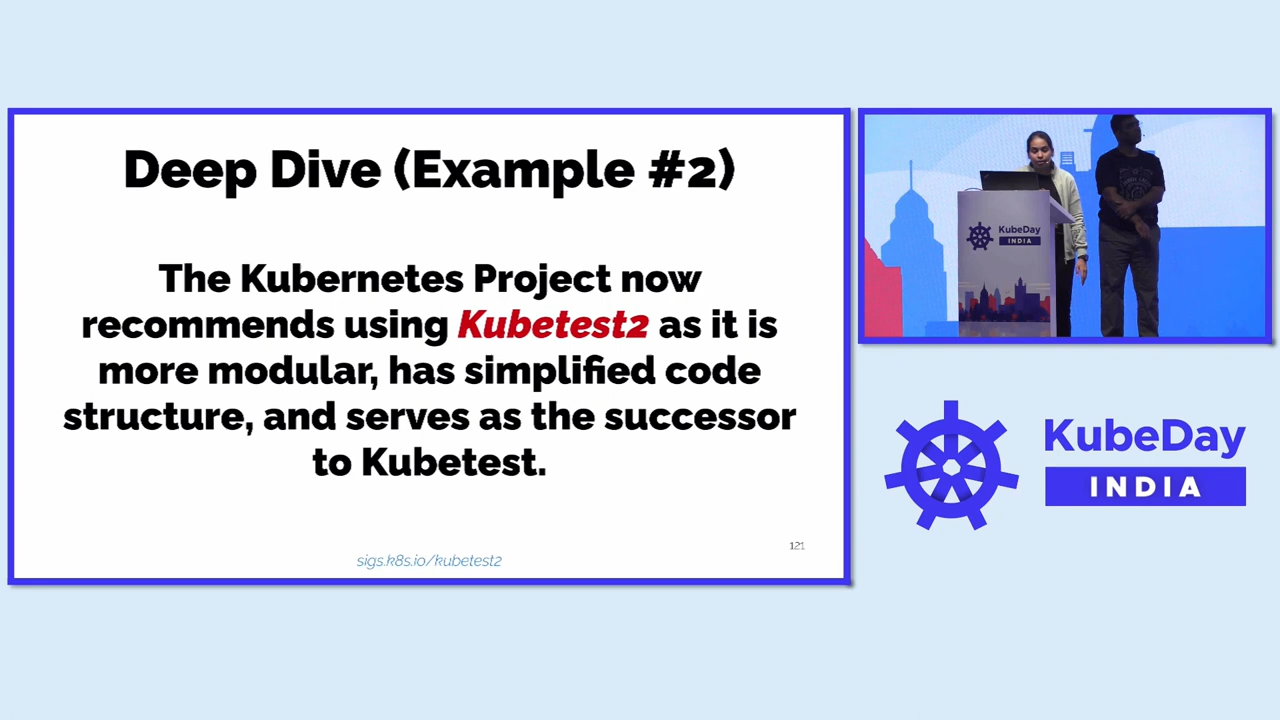 Deep Dive (Example #2)
The Kubernetes Project now
recommends using Kubetest2 as it is
more modular, has simplified code
structure, and serves as the successor
to Kubetest.
121
sigs.k8s.io/kubetest2
KubeDay
INDIA
KubeDay
INDIA